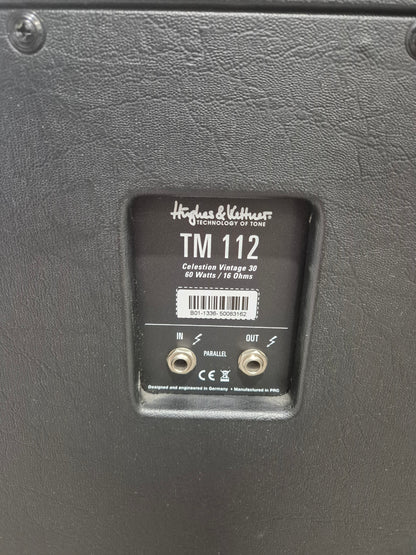 Hughes & Kettner
TECHNOLOGY OF TONE
TM 112
Celestion Vintage 30
60 Watts / 16 Ohms
B01-1336-50083162
IN OUT
PARALLEL
CE
Designed and engineered in Germany • Manufactured in PRC